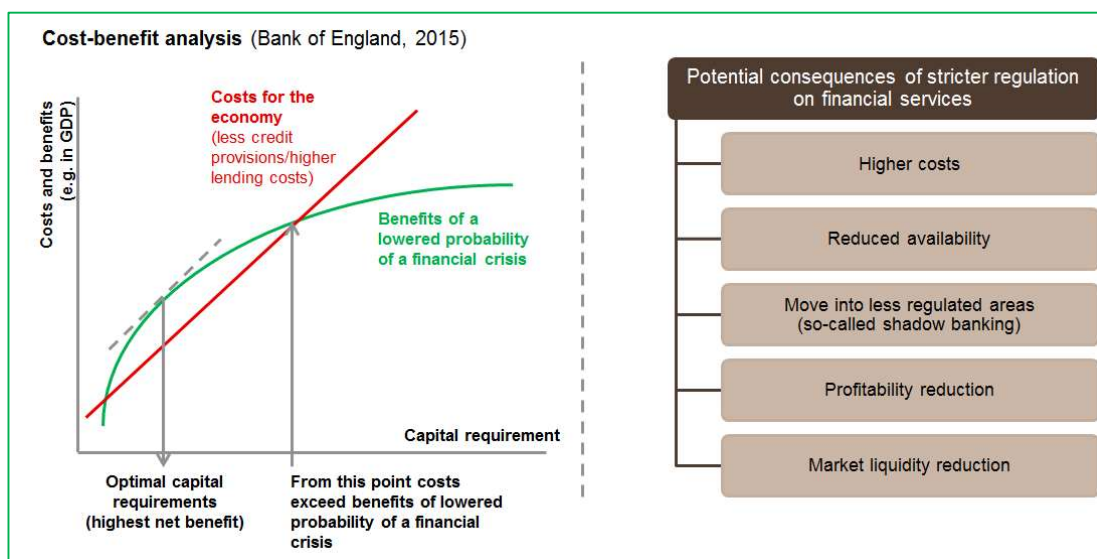 Cost-benefit analysis (Bank of England, 2015)
Costs and benefits
(e.g. in GDP)
Costs for the
economy
(less credit
provisions/higher
lending costs)
Benefits of a
lowered probability
of a financial crisis
Capital requirement
Optimal capital
requirements
(highest net benefit)
From this point costs
exceed benefits of lowered
probability of a financial
crisis
Potential consequences of stricter regulation
on financial services
Higher costs
Reduced availability
Move into less regulated areas
(so-called shadow banking)
Profitability reduction
Market liquidity reduction